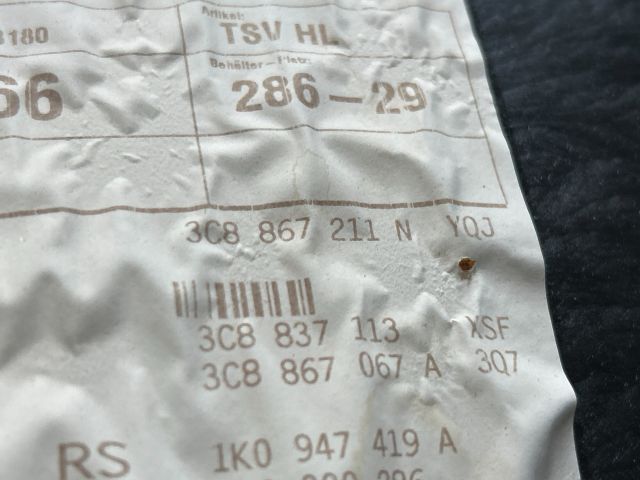 3180
Artikel:
TSV HL
Behälter-Platz:
66
286-29
3C8 867 211 N YQJ
3C8 837 113 XSF
3C8 867 067 A 3Q7
RS 1K0 947 419 A